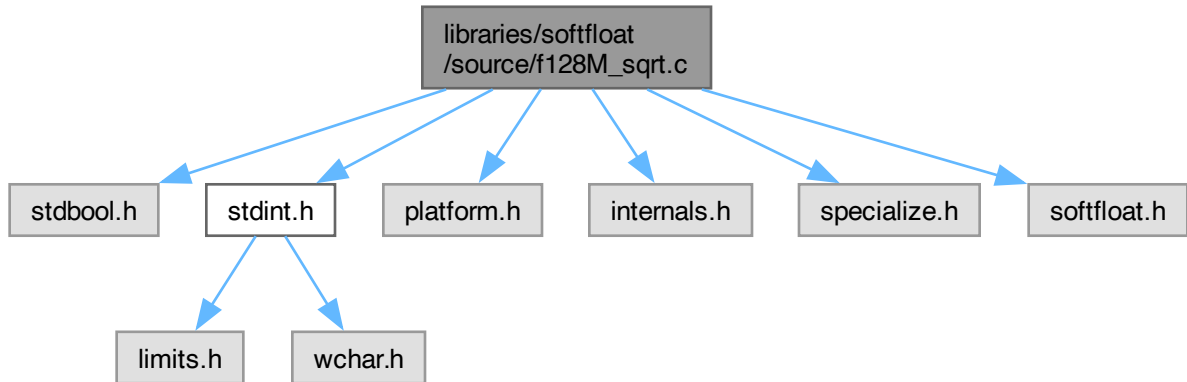 libraries/softfloat
/source/f128M_sqrt.c
stdbool.h
stdint.h
platform.h
internals.h
specialize.h
softfloat.h
limits.h
wchar.h